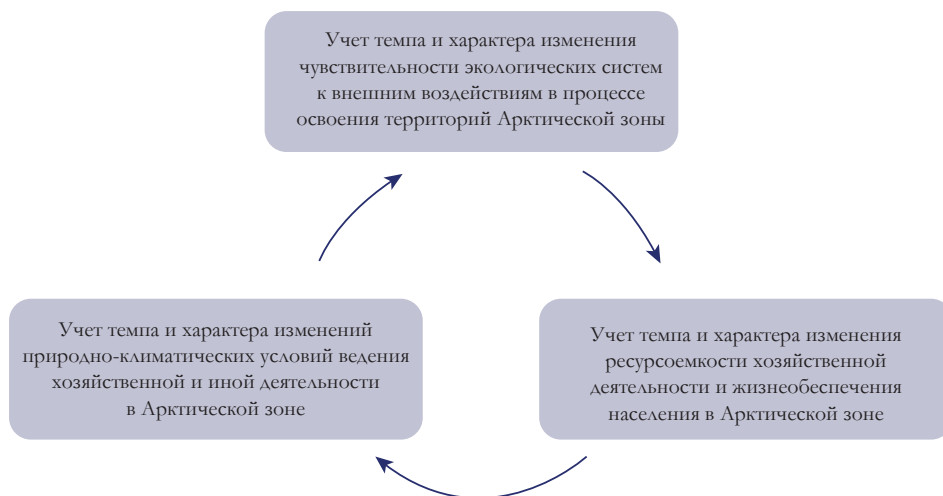 Учет темпа и характера изменения
чувствительности экологических систем
к внешним воздействиям в процессе
освоения территорий Арктической зоны
Учет темпа и характера изменений
природно-климатических условий ведения
хозяйственной и иной деятельности
в Арктической зоне
Учет темпа и характера изменения
ресурсоемкости хозяйственной
деятельности и жизнеобеспечения
населения в Арктической зоне